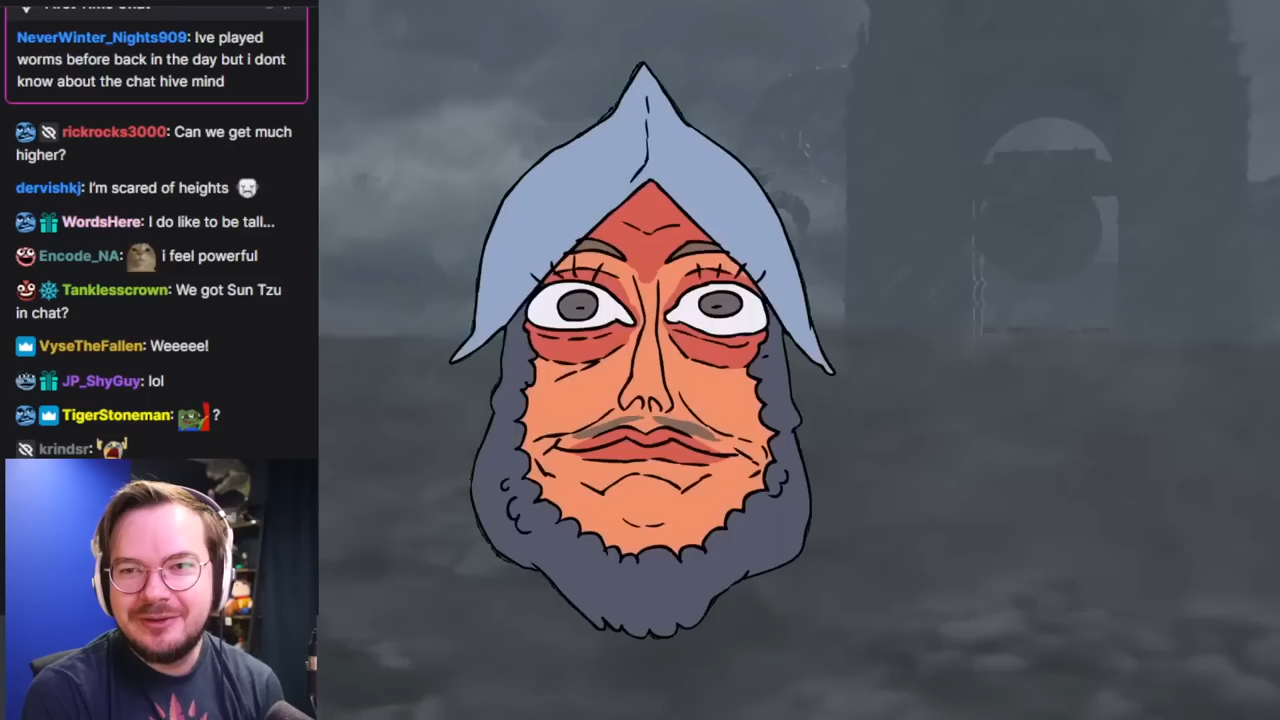 NeverWinter_Nights909: Ive played
worms before back in the day but i dont
know about the chat hive mind
rickrocks3000: Can we get much
higher?
dervishkj: I'm scared of heights
WordsHere: I do like to be tall...
Encode_NA: i feel powerful
Tanklesscrown: We got Sun Tzu
in chat?
VyseTheFallen: Weeeee!
JP_ShyGuy: lol
TigerStoneman: ?
krindsr: